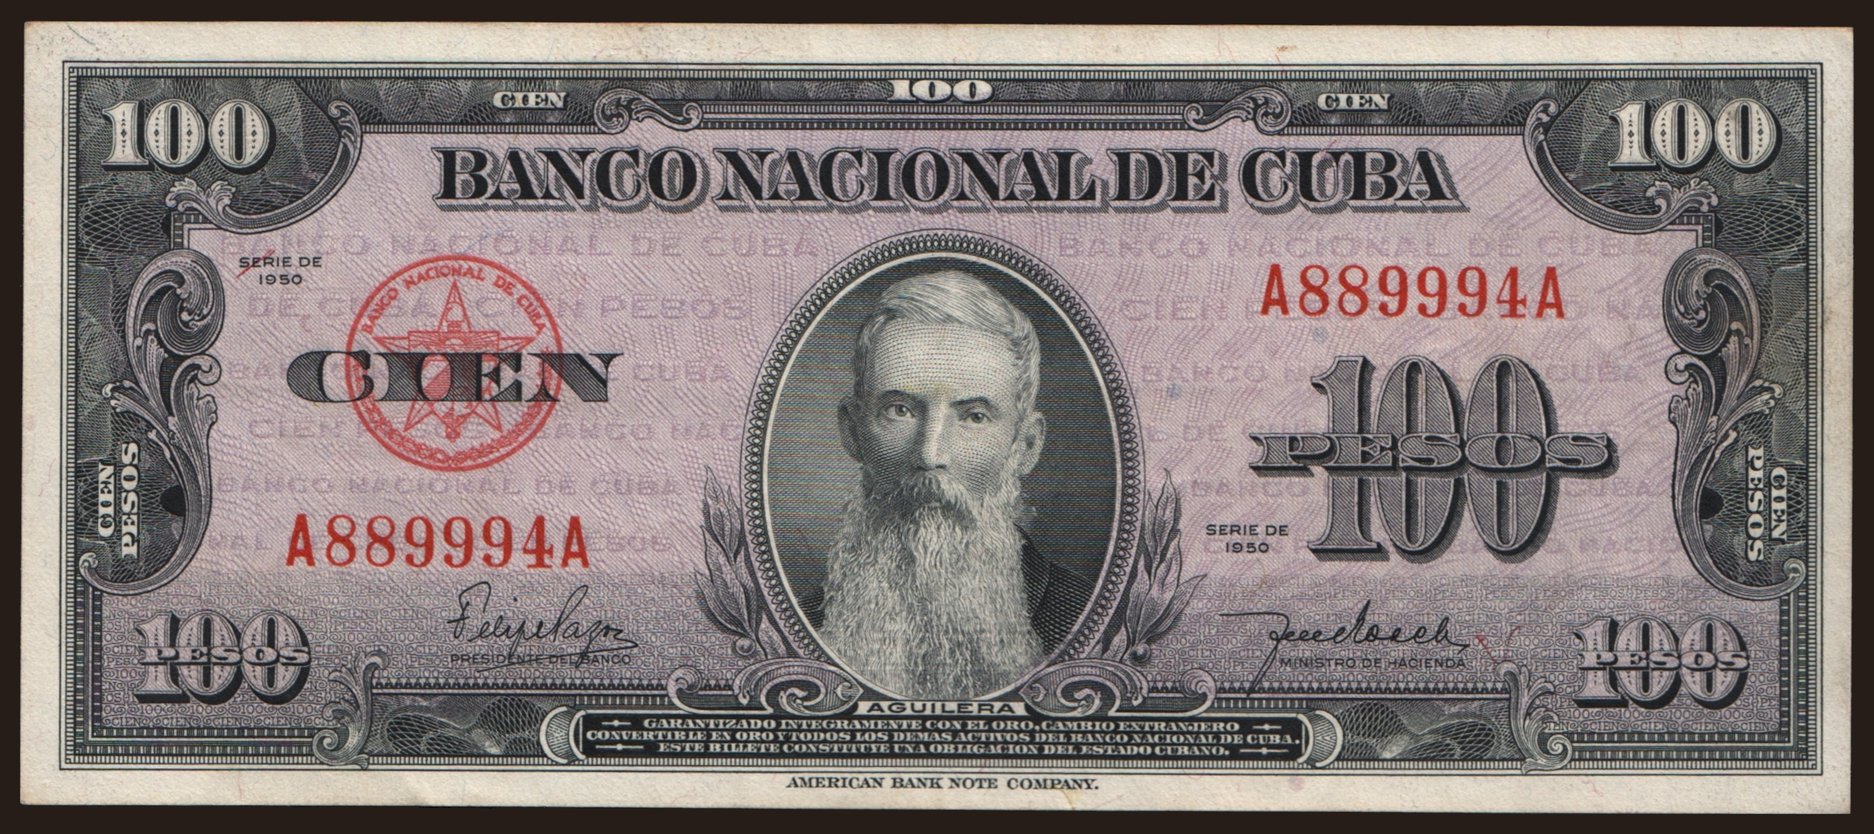 100 CIEN 100 CIEN 100
BANCO NACIONAL DE CUBA
SERIE DE
1950
BANCO NACIONAL DE CUBA
A889994A
CIEN
100
PESOS
CIEN
PESOS
CIEN
PESOS
A889994A
SERIE DE
1950
100
PESOS
Felipe Pazos
PRESIDENTE DEL BANCO
MINISTRO DE HACIENDA
100
PESOS
AGUILERA
GARANTIZADO INTEGRAMENTE CON EL ORO, CAMBIO EXTRANJERO
CONVERTIBLE EN ORO Y TODOS LOS DEMAS ACTIVOS DEL BANCO NACIONAL DE CUBA.
ESTE BILLETE CONSTITUYE UNA OBLIGACION DEL ESTADO CUBANO.
AMERICAN BANK NOTE COMPANY.